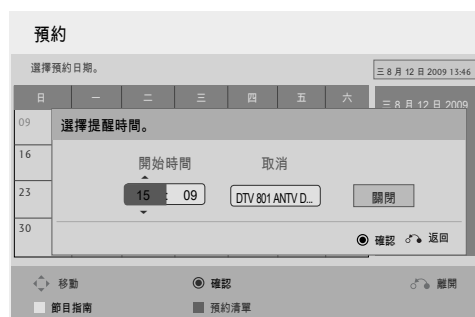 預約
選擇預約日期。
三 8 月 12 日 2009 13:46
日 一 二 三 四 五 六
三 8 月 12 日 2009
09
選擇提醒時間。
16
開始時間 取消
23
15 : 09 DTV 801 ANTV D... 關閉
30
確認 返回
移動 確認 離開
節目指南 預約清單